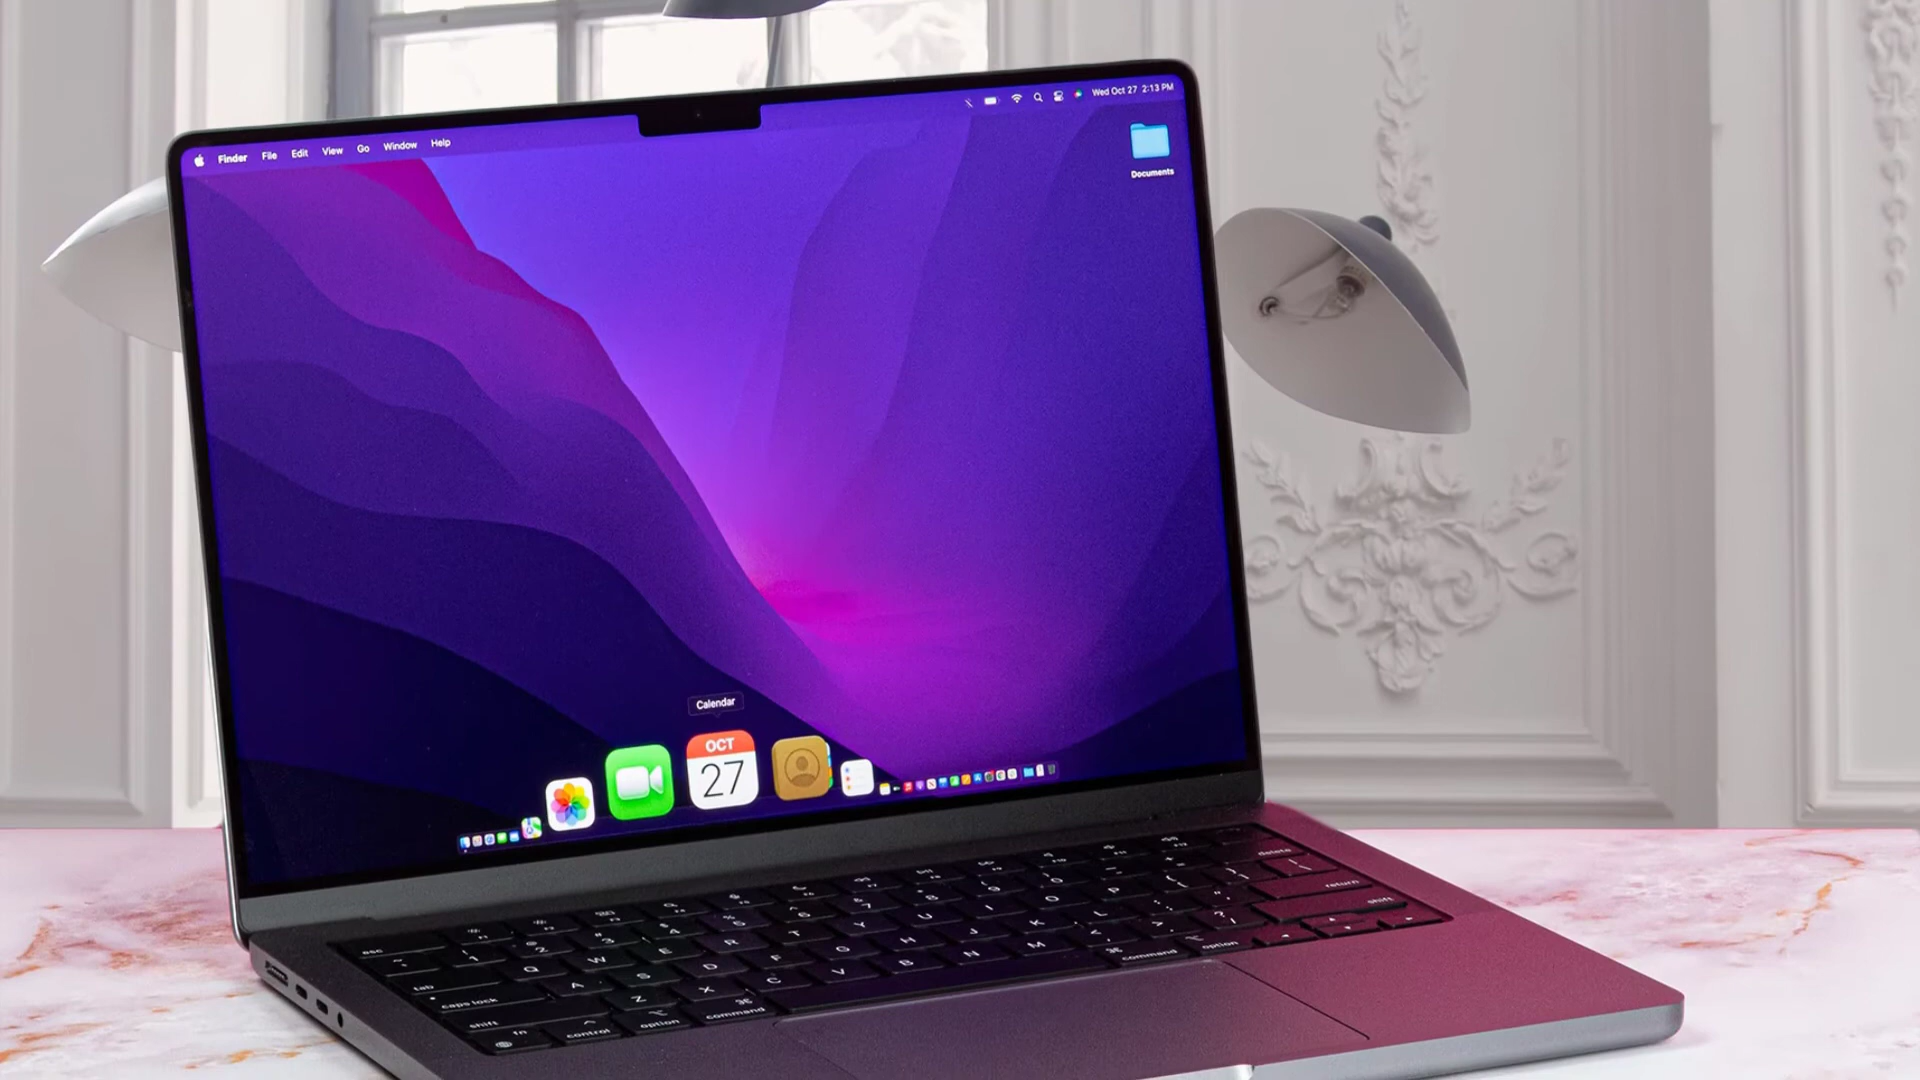 Finder File Edit View Go Window Help
Wed Oct 27 2:13 PM
Documents
Calendar
OCT
27
esc
delete
tab
Q W E R T Y U I O P
return
caps lock
A S D F G H J K L
shift
Z X C V B N M
shift
fn control option command
command option